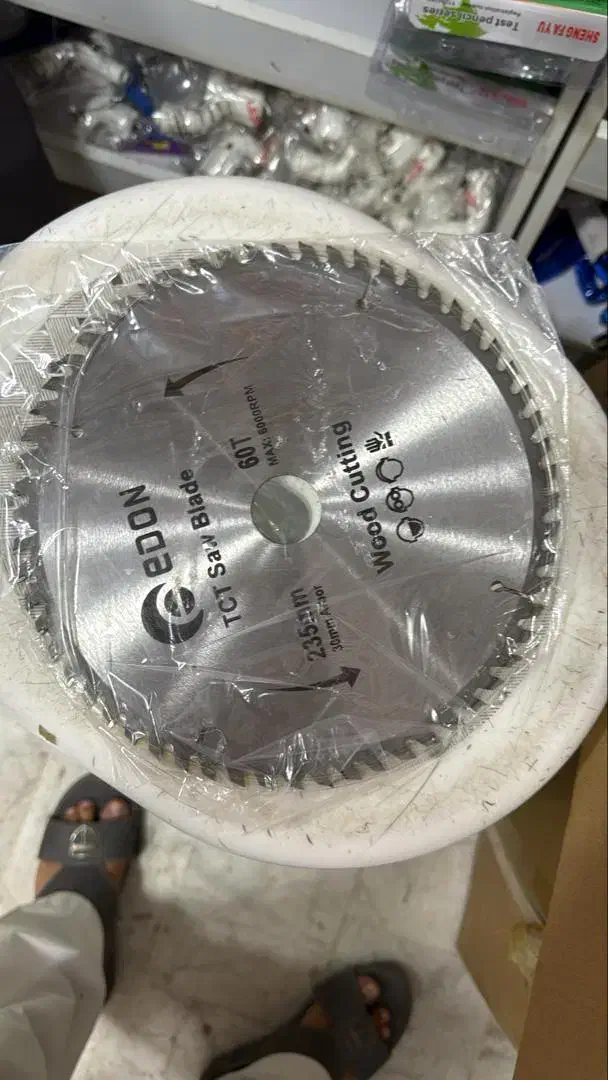 EDON
TCT Saw Blade
60T
MAX: 6000RPM
235mm
30mm Arbor
Wood Cutting
Test pencil series
SHENG FA YU